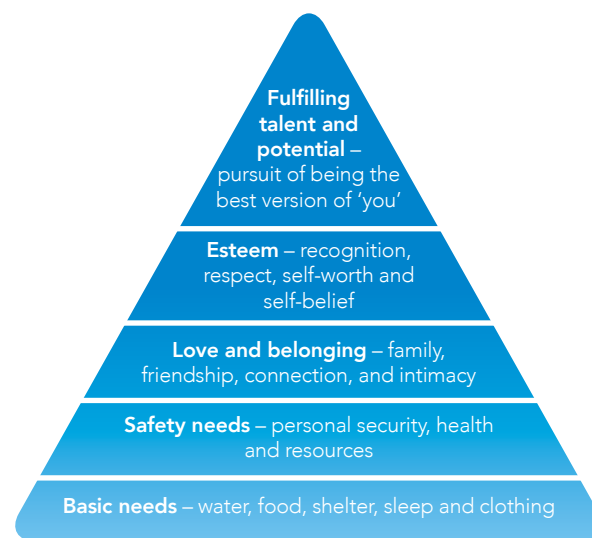 Fulfilling
talent and
potential –
pursuit of being the
best version of ‘you’
Esteem – recognition,
respect, self-worth and
self-belief
Love and belonging – family,
friendship, connection, and intimacy
Safety needs – personal security, health
and resources
Basic needs – water, food, shelter, sleep and clothing